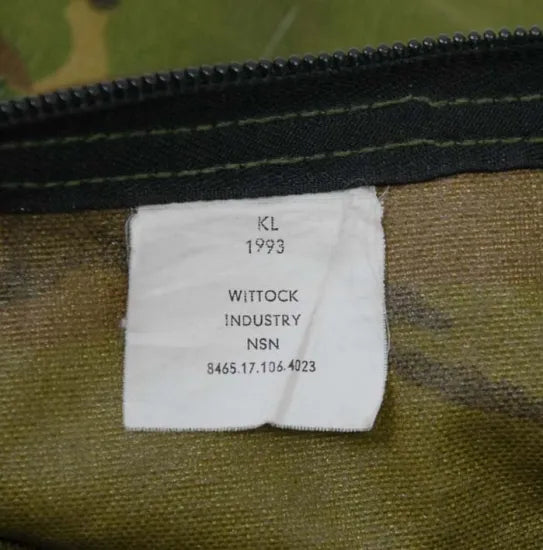 KL
1993
WITTOCK
INDUSTRY
NSN
8465.17.106.4023